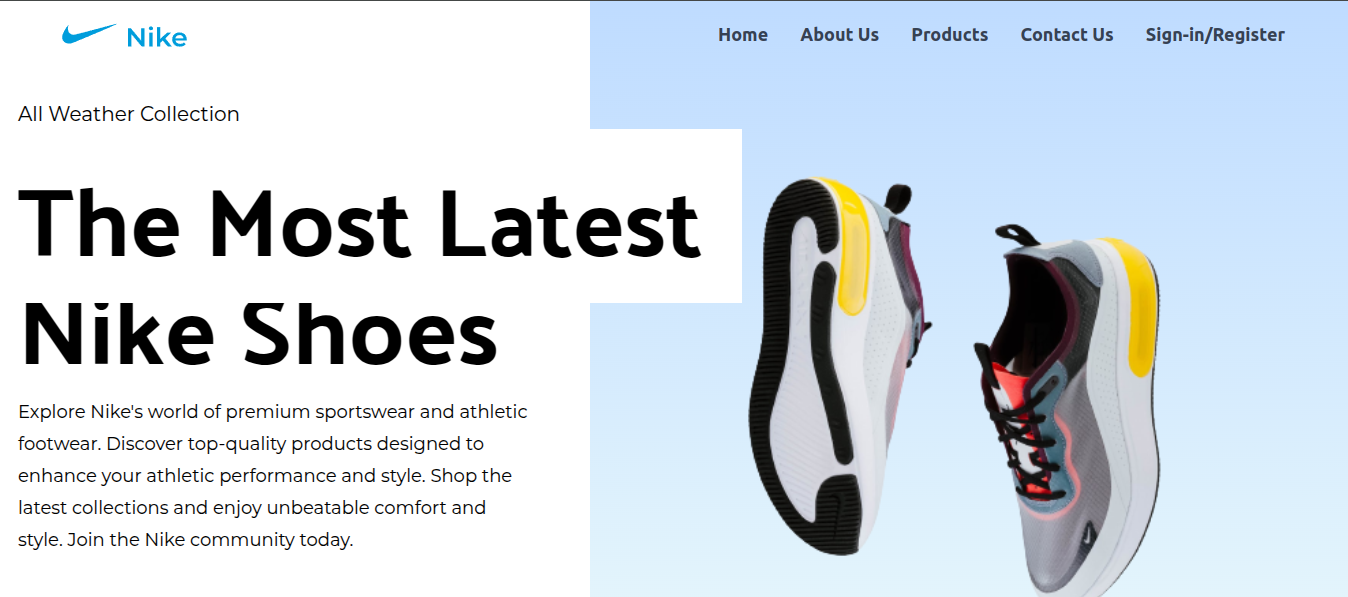 Nike
Home About Us Products Contact Us Sign-in/Register
All Weather Collection
The Most Latest
Nike Shoes
Explore Nike's world of premium sportswear and athletic
footwear. Discover top-quality products designed to
enhance your athletic performance and style. Shop the
latest collections and enjoy unbeatable comfort and
style. Join the Nike community today.